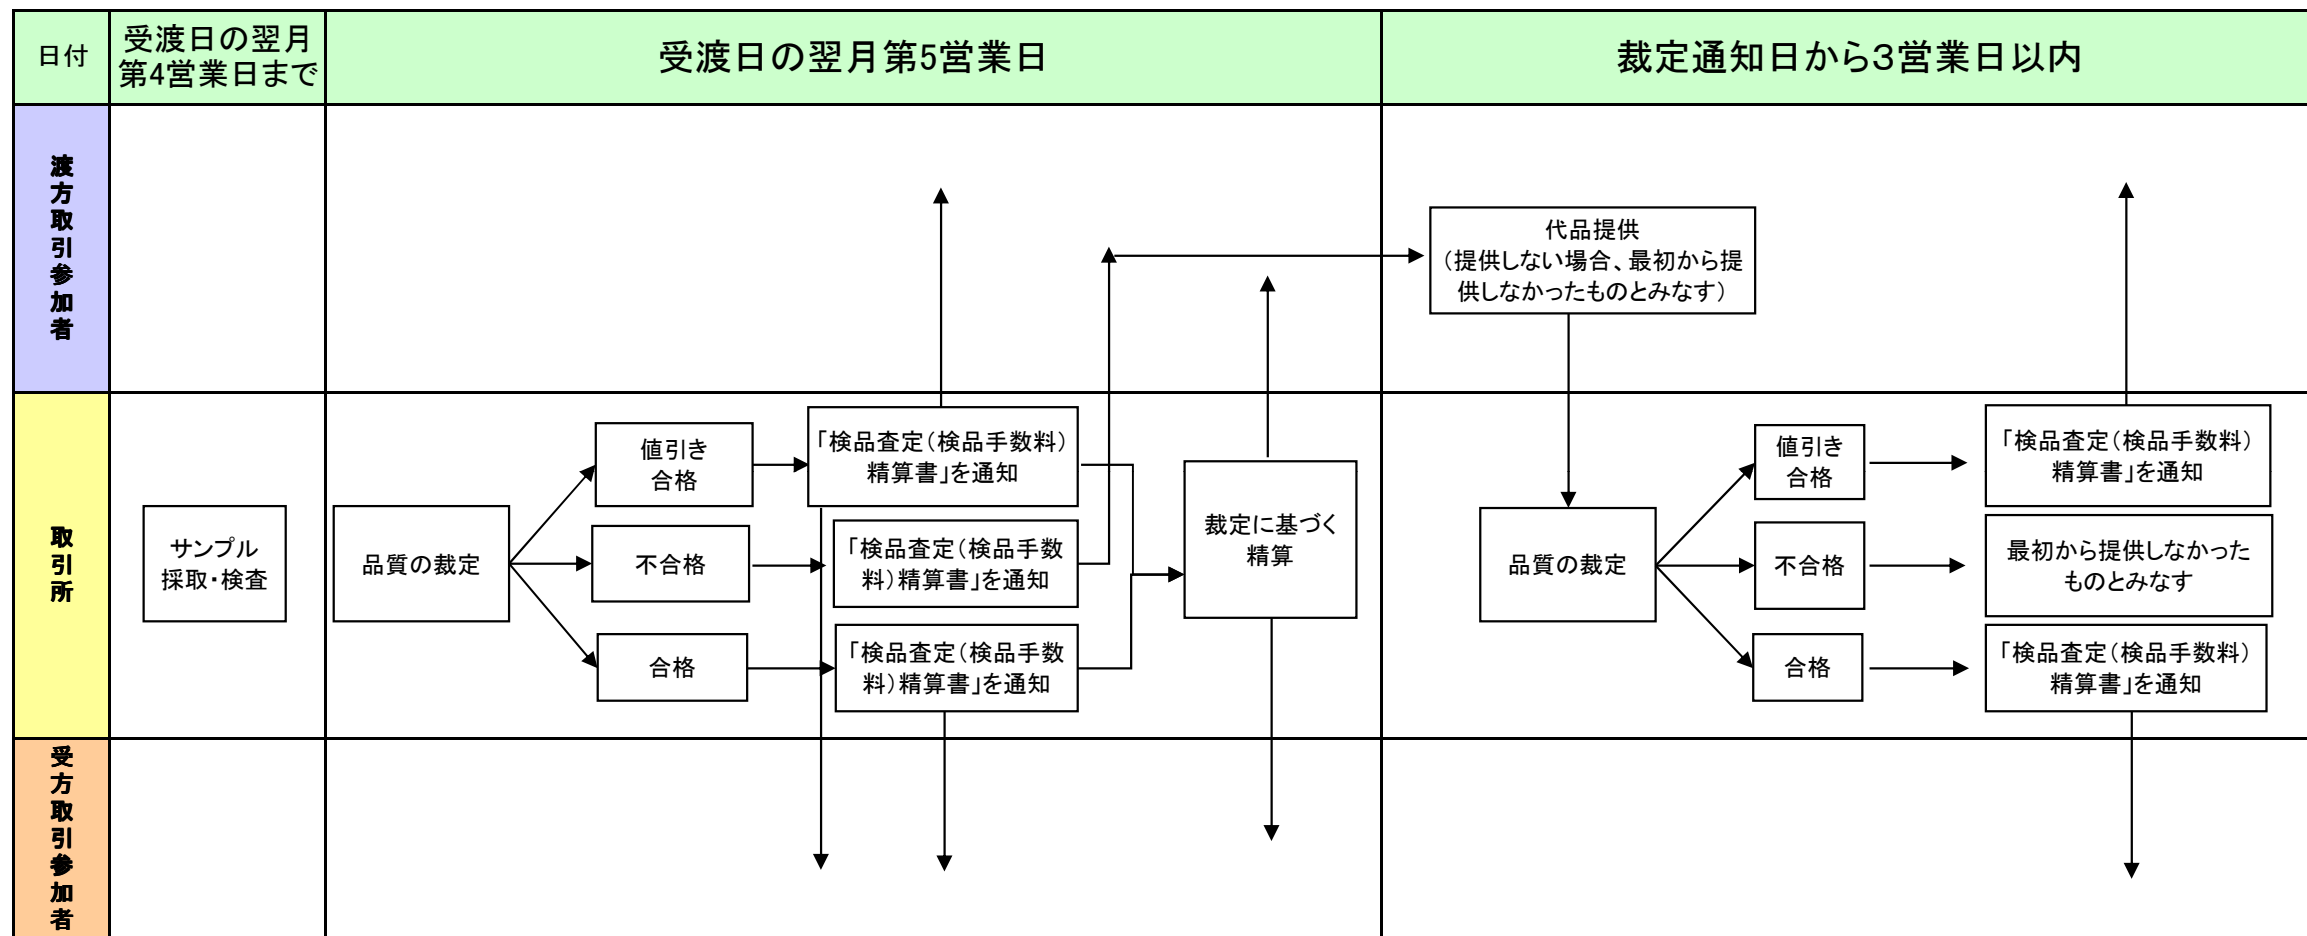 日付
受渡日の翌月
第4営業日まで
受渡日の翌月第5営業日
裁定通知日から3営業日以内
渡方取引参加者
代品提供
（提供しない場合、最初から提
供しなかったものとみなす）
取引所
サンプル
採取・検査
品質の裁定
値引き
合格
不合格
合格
「検品査定（検品手数料）
精算書」を通知
「検品査定（検品手数
料）精算書」を通知
「検品査定（検品手数
料）精算書」を通知
裁定に基づく
精算
品質の裁定
値引き
合格
不合格
合格
「検品査定（検品手数料）
精算書」を通知
最初から提供しなかった
ものとみなす
「検品査定（検品手数料）
精算書」を通知
受方取引参加者